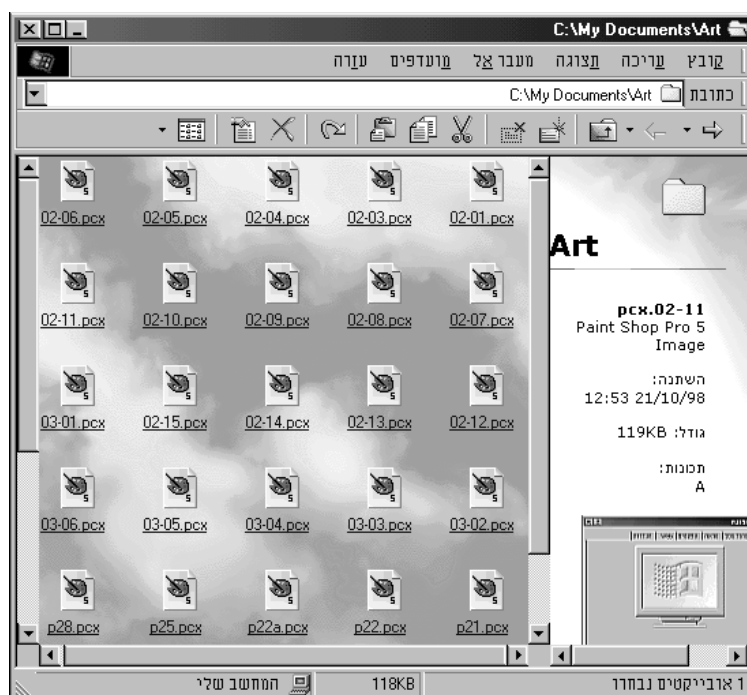 C:\My Documents\Art
קובץ עריכה תצוגה מעבר אל מועדפים עזרה
כתובת C:\My Documents\Art
02-01.pcx 02-03.pcx 02-04.pcx 02-05.pcx 02-06.pcx
02-07.pcx 02-08.pcx 02-09.pcx 02-10.pcx 02-11.pcx
02-12.pcx 02-13.pcx 02-14.pcx 02-15.pcx 03-01.pcx
03-02.pcx 03-03.pcx 03-04.pcx 03-05.pcx 03-06.pcx
p21.pcx p22.pcx p22a.pcx p25.pcx p28.pcx
Art
pcx.02-11
Paint Shop Pro 5
Image
השתנה:
12:53 21/10/98
גודל: 119KB
תכונות:
A
1 אובייקטים נבחרו 118KB המחשב שלי